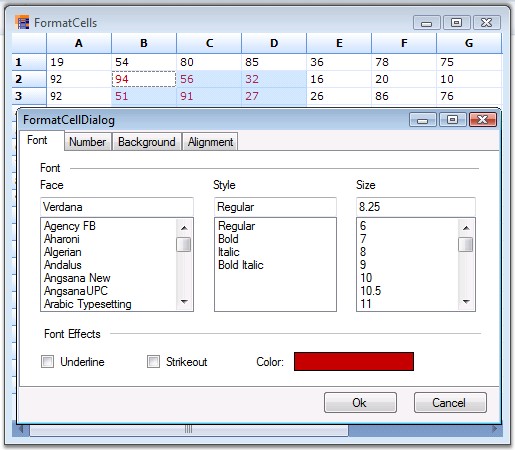 FormatCells
A B C D E F G
1 19 54 80 85 36 78 75
2 92 94 56 32 16 20 10
3 92 51 91 27 26 86 76
FormatCellDialog
Font Number Background Alignment
Font
Face Style Size
Verdana Regular 8.25
Agency FB Regular 6
Aharoni Bold 7
Algerian Italic 8
Andalus Bold Italic 9
Angsana New 10
AngsanaUPC 10.5
Arabic Typesetting 11
Font Effects
Underline Strikeout Color:
Ok Cancel